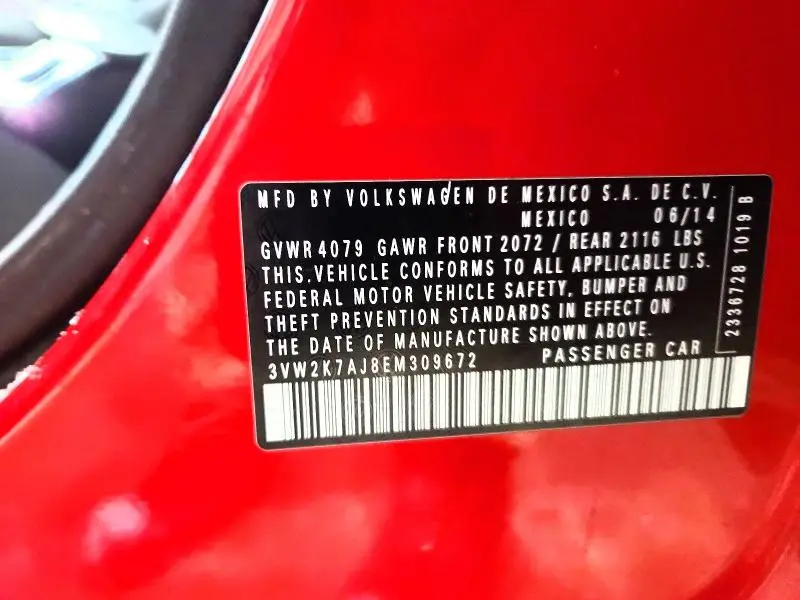 MFD BY VOLKSWAGEN DE MEXICO S.A. DE C.V.
MEXICO 06/14
GVWR 4079 GAWR FRONT 2072 / REAR 2116 LBS
THIS.VEHICLE CONFORMS TO ALL APPLICABLE U.S.
FEDERAL MOTOR VEHICLE SAFETY, BUMPER AND
THEFT PREVENTION STANDARDS IN EFFECT ON
THE DATE OF MANUFACTURE SHOWN ABOVE.
3VW2K7AJ8EM309672 PASSENGER CAR
2336728 1019 B